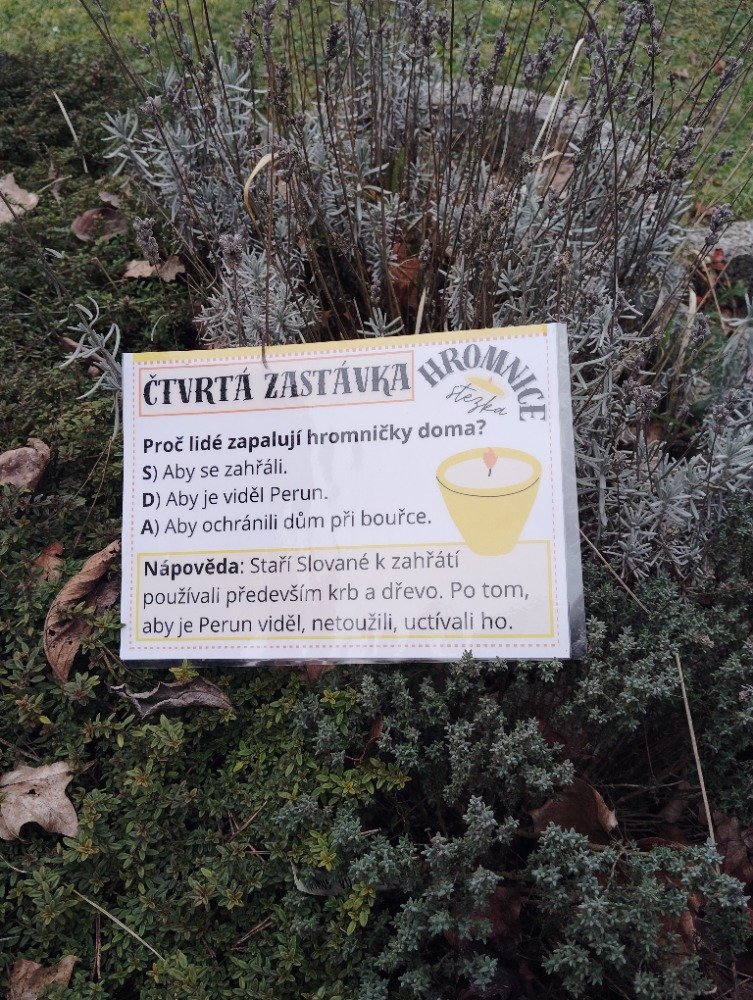 ČTVRTÁ ZASTÁVKA
HROMNICE
stezka
Proč lidé zapalují hromničky doma?
S) Aby se zahřáli.
D) Aby je viděl Perun.
A) Aby ochránili dům při bouřce.
Nápověda: Staří Slované k zahřátí
používali především krb a dřevo. Po tom,
aby je Perun viděl, netoužili, uctívali ho.